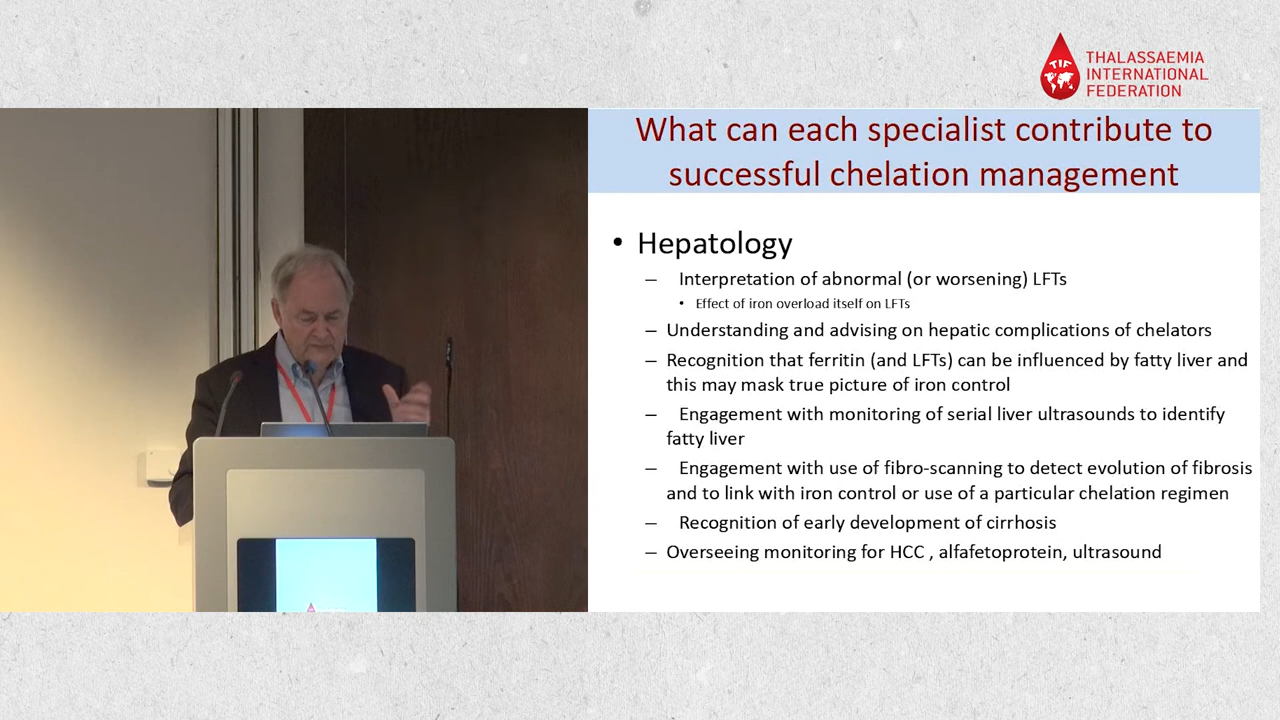 TIF
THALASSAEMIA
INTERNATIONAL
FEDERATION
What can each specialist contribute to
successful chelation management
• Hepatology
– Interpretation of abnormal (or worsening) LFTs
• Effect of iron overload itself on LFTs
– Understanding and advising on hepatic complications of chelators
– Recognition that ferritin (and LFTs) can be influenced by fatty liver and
this may mask true picture of iron control
– Engagement with monitoring of serial liver ultrasounds to identify
fatty liver
– Engagement with use of fibro-scanning to detect evolution of fibrosis
and to link with iron control or use of a particular chelation regimen
– Recognition of early development of cirrhosis
– Overseeing monitoring for HCC , alfafetoprotein, ultrasound